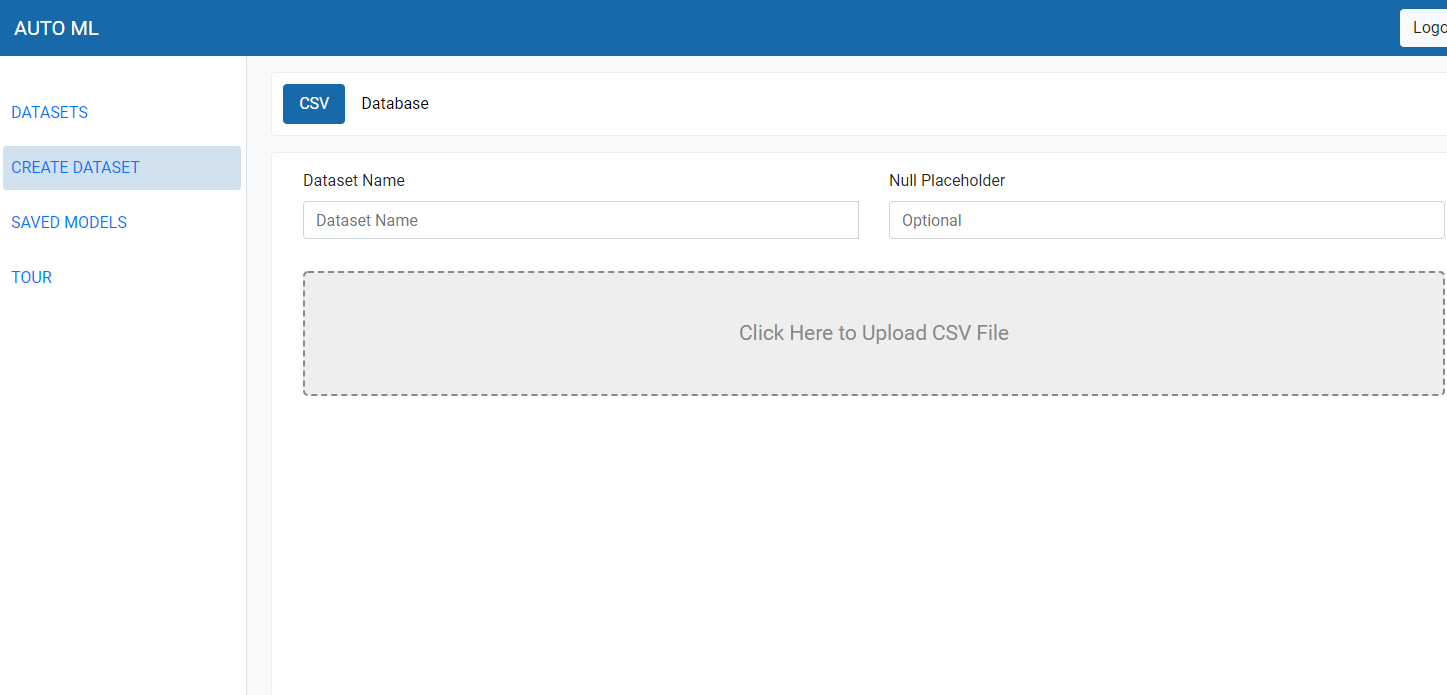 AUTO ML
Logo
DATASETS
CREATE DATASET
SAVED MODELS
TOUR
CSV Database
Dataset Name Null Placeholder
Dataset Name Optional
Click Here to Upload CSV File